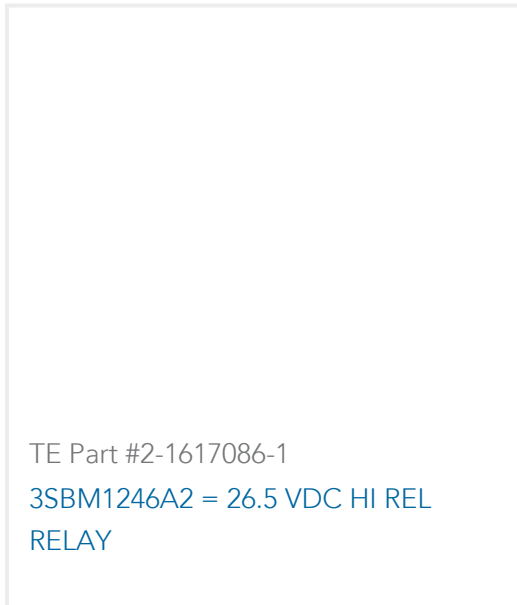 TE Part #2-1617086-1
3SBM1246A2 = 26.5 VDC HI REL
RELAY